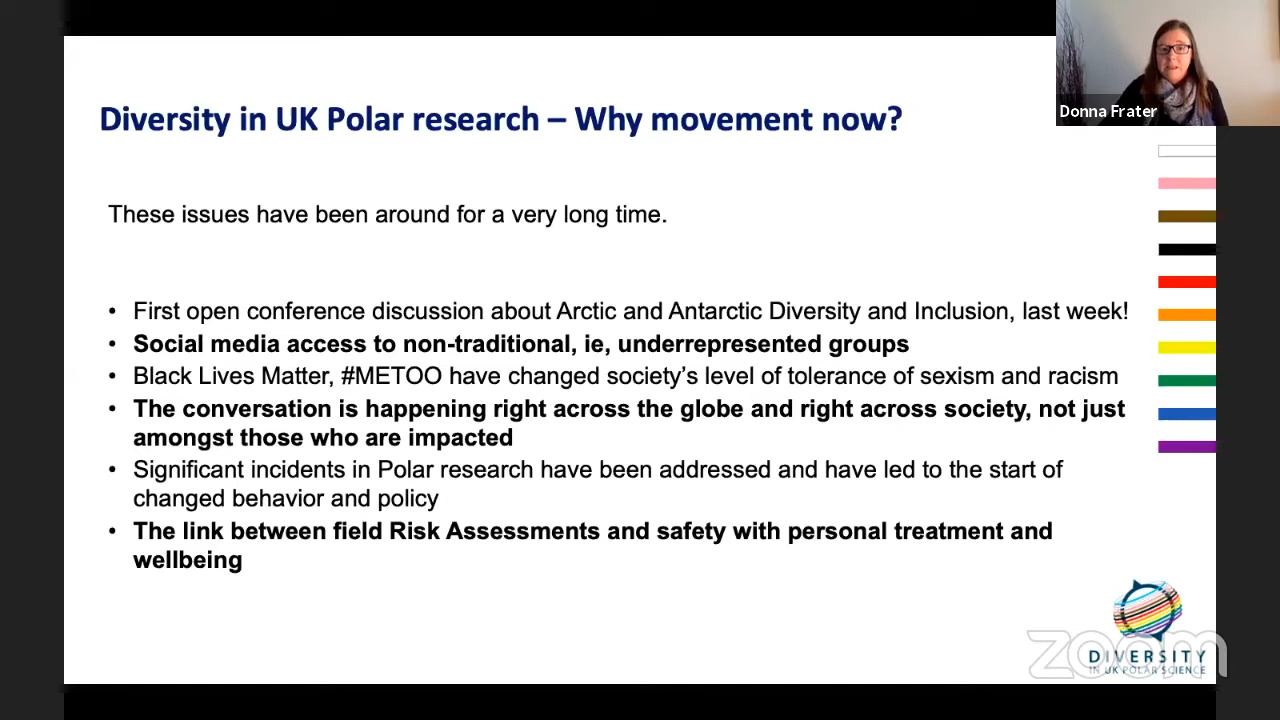 Donna Frater
Diversity in UK Polar research – Why movement now?
These issues have been around for a very long time.
• First open conference discussion about Arctic and Antarctic Diversity and Inclusion, last week!
• Social media access to non-traditional, ie, underrepresented groups
• Black Lives Matter, #METOO have changed society’s level of tolerance of sexism and racism
• The conversation is happening right across the globe and right across society, not just
amongst those who are impacted
• Significant incidents in Polar research have been addressed and have led to the start of
changed behavior and policy
• The link between field Risk Assessments and safety with personal treatment and
wellbeing
zoom
DIVERSITY
IN UK POLAR SCIENCE